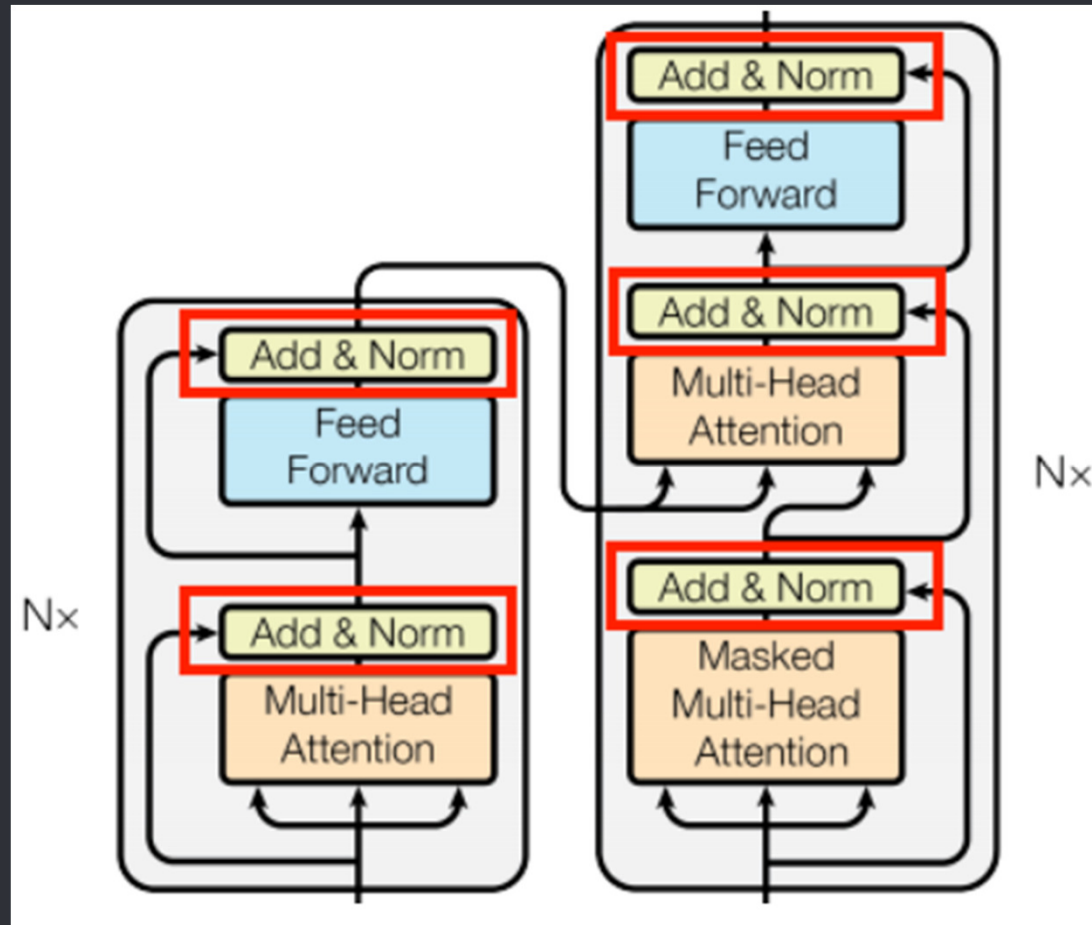 Add & Norm
Feed
Forward
Add & Norm
Multi-Head
Attention
Nx
Add & Norm
Feed
Forward
Add & Norm
Multi-Head
Attention
Add & Norm
Masked
Multi-Head
Attention
Nx